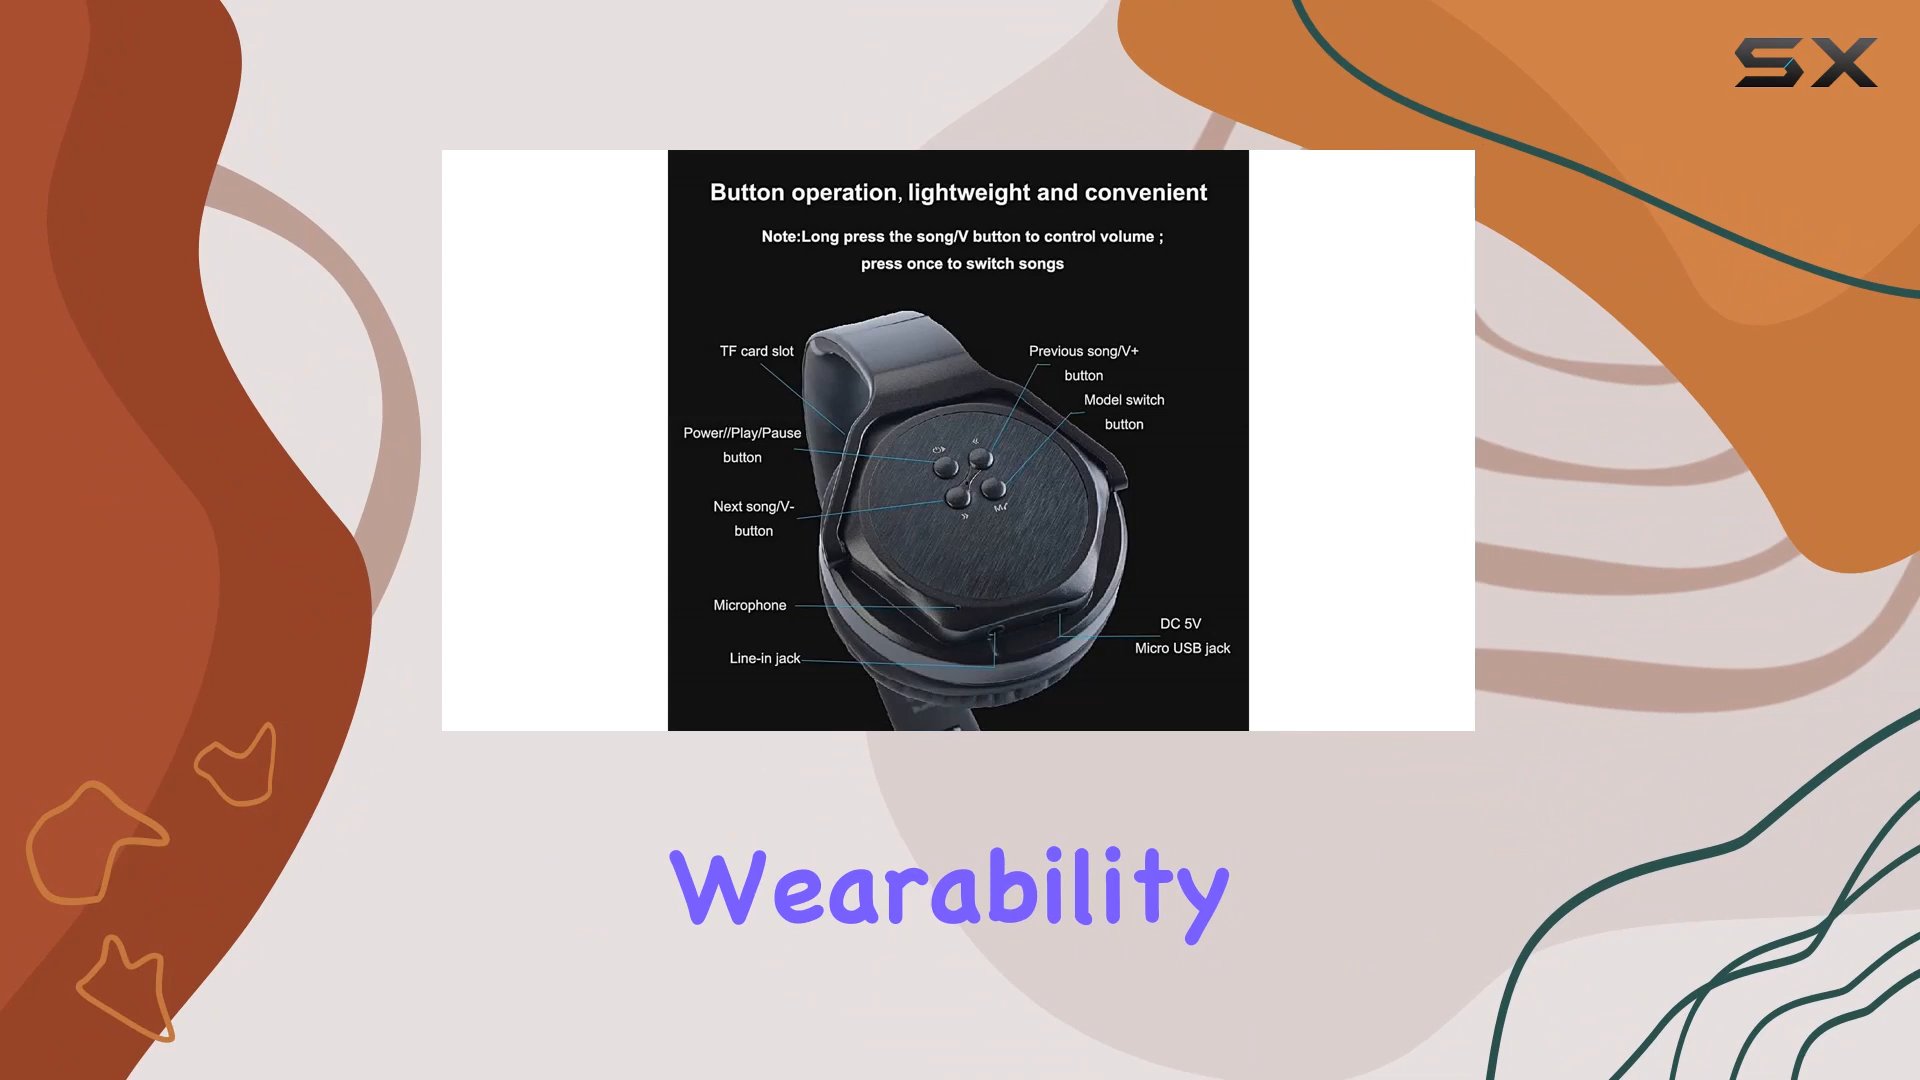 SX
Button operation, lightweight and convenient
Note:Long press the song/V button to control volume ;
press once to switch songs
TF card slot
Previous song/V+
button
Model switch
button
Power//Play/Pause
button
Next song/V-
button
Microphone
DC 5V
Micro USB jack
Line-in jack
Wearability